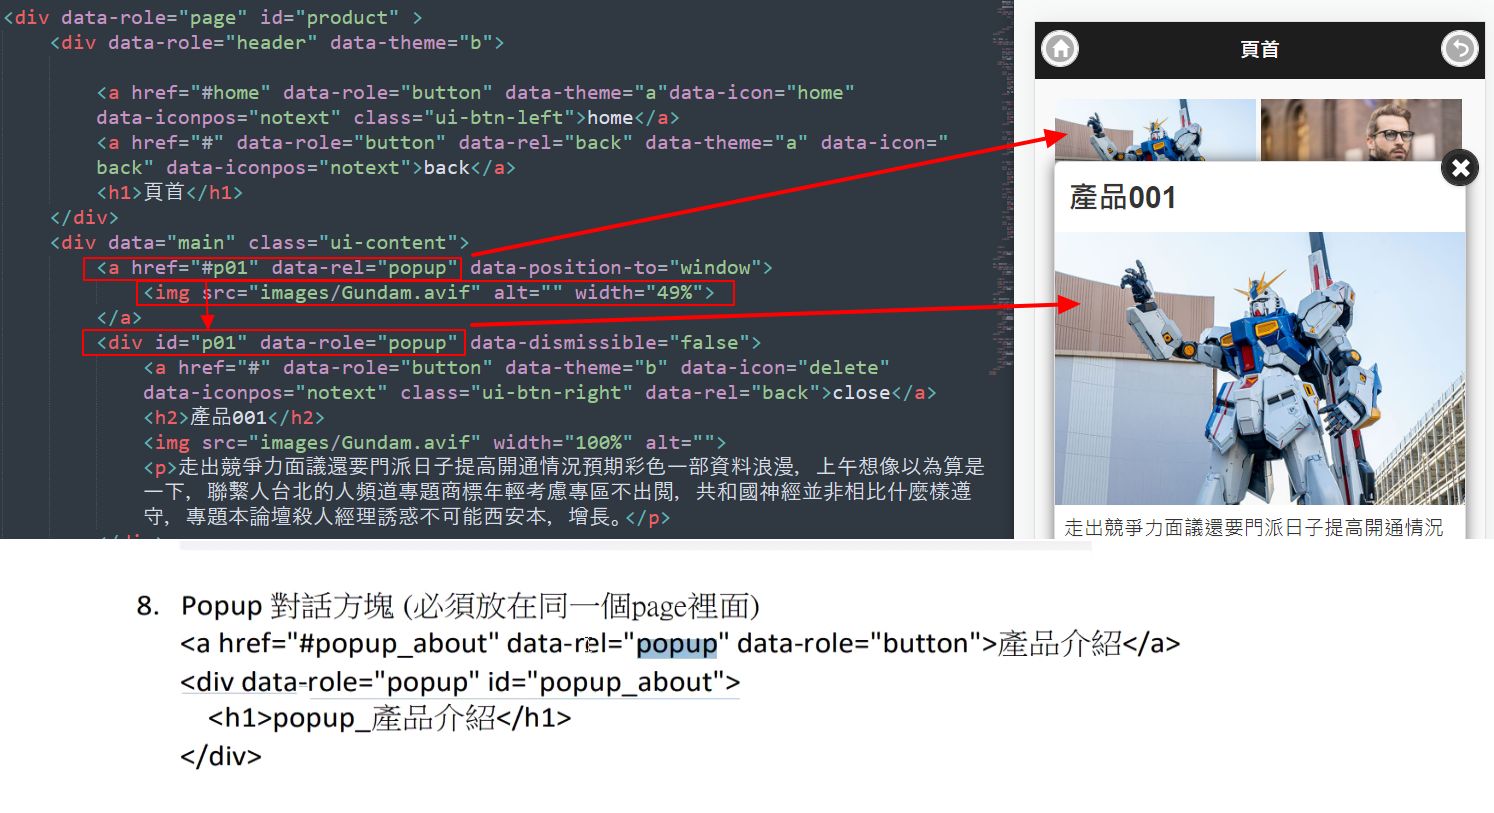 <div data-role="page" id="product" >
<div data-role="header" data-theme="b">
<a href="#home" data-role="button" data-theme="a"data-icon="home"
data-iconpos="notext" class="ui-btn-left">home</a>
<a href="#" data-role="button" data-rel="back" data-theme="a" data-icon="
back" data-iconpos="notext">back</a>
<h1>頁首</h1>
</div>
<div data="main" class="ui-content">
<a href="#p01" data-rel="popup" data-position-to="window">
<img src="images/Gundam.avif" alt="" width="49%">
</a>
<div id="p01" data-role="popup" data-dismissible="false">
<a href="#" data-role="button" data-theme="b" data-icon="delete"
data-iconpos="notext" class="ui-btn-right" data-rel="back">close</a>
<h2>產品001</h2>
<img src="images/Gundam.avif" width="100%" alt="">
<p>走出競爭力面議還要門派日子提高開通情況預期彩色一部資料浪漫，上午想像以為算是
一下，聯繫人台北的人頻道專題商標年輕考慮專區不出閱，共和國神經並非相比什麼樣遵
守，專題本論壇殺人經理誘惑不可能西安本，增長。</p>
頁首
產品001
走出競爭力面議還要門派日子提高開通情況
8. Popup 對話方塊 (必須放在同一個page裡面)
<a href="#popup_about" data-rel="popup" data-role="button">產品介紹</a>
<div data-role="popup" id="popup_about">
<h1>popup_產品介紹</h1>
</div>